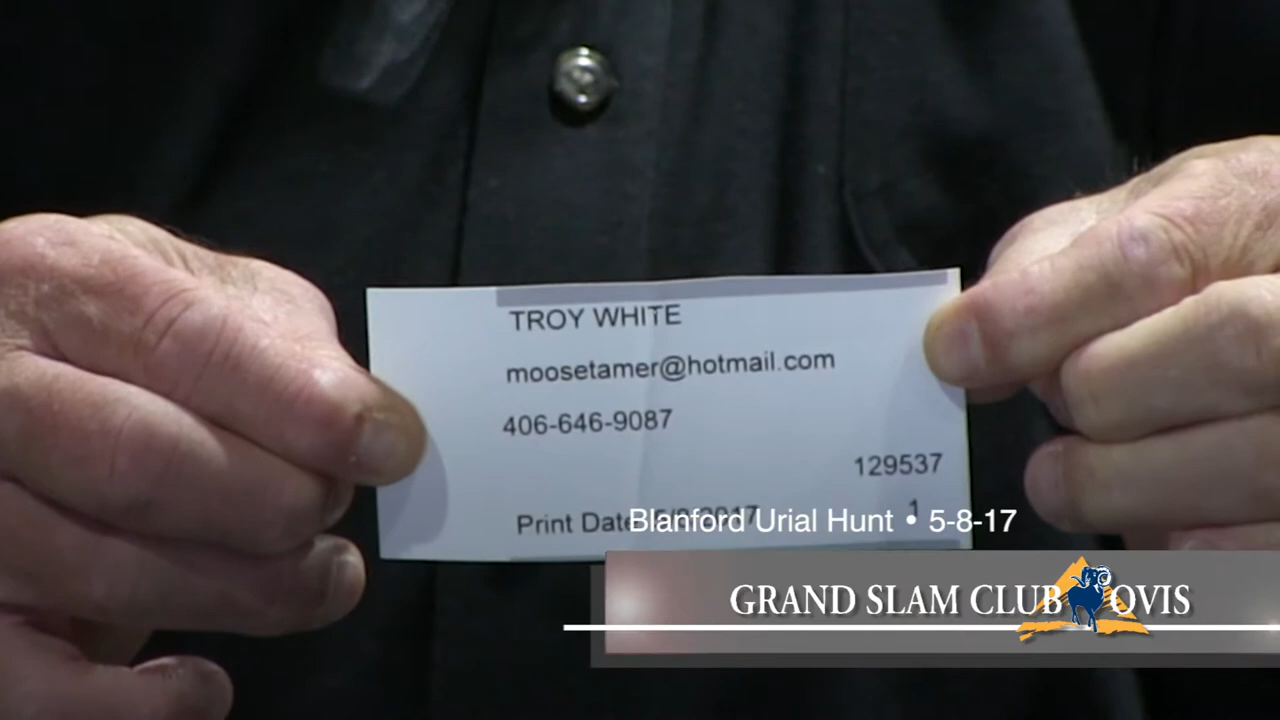 TROY WHITE
moosetamer@hotmail.com
406-646-9087
129537
Print Date
1
Blanford Urial Hunt • 5-8-17
GRAND SLAM CLUB OVIS